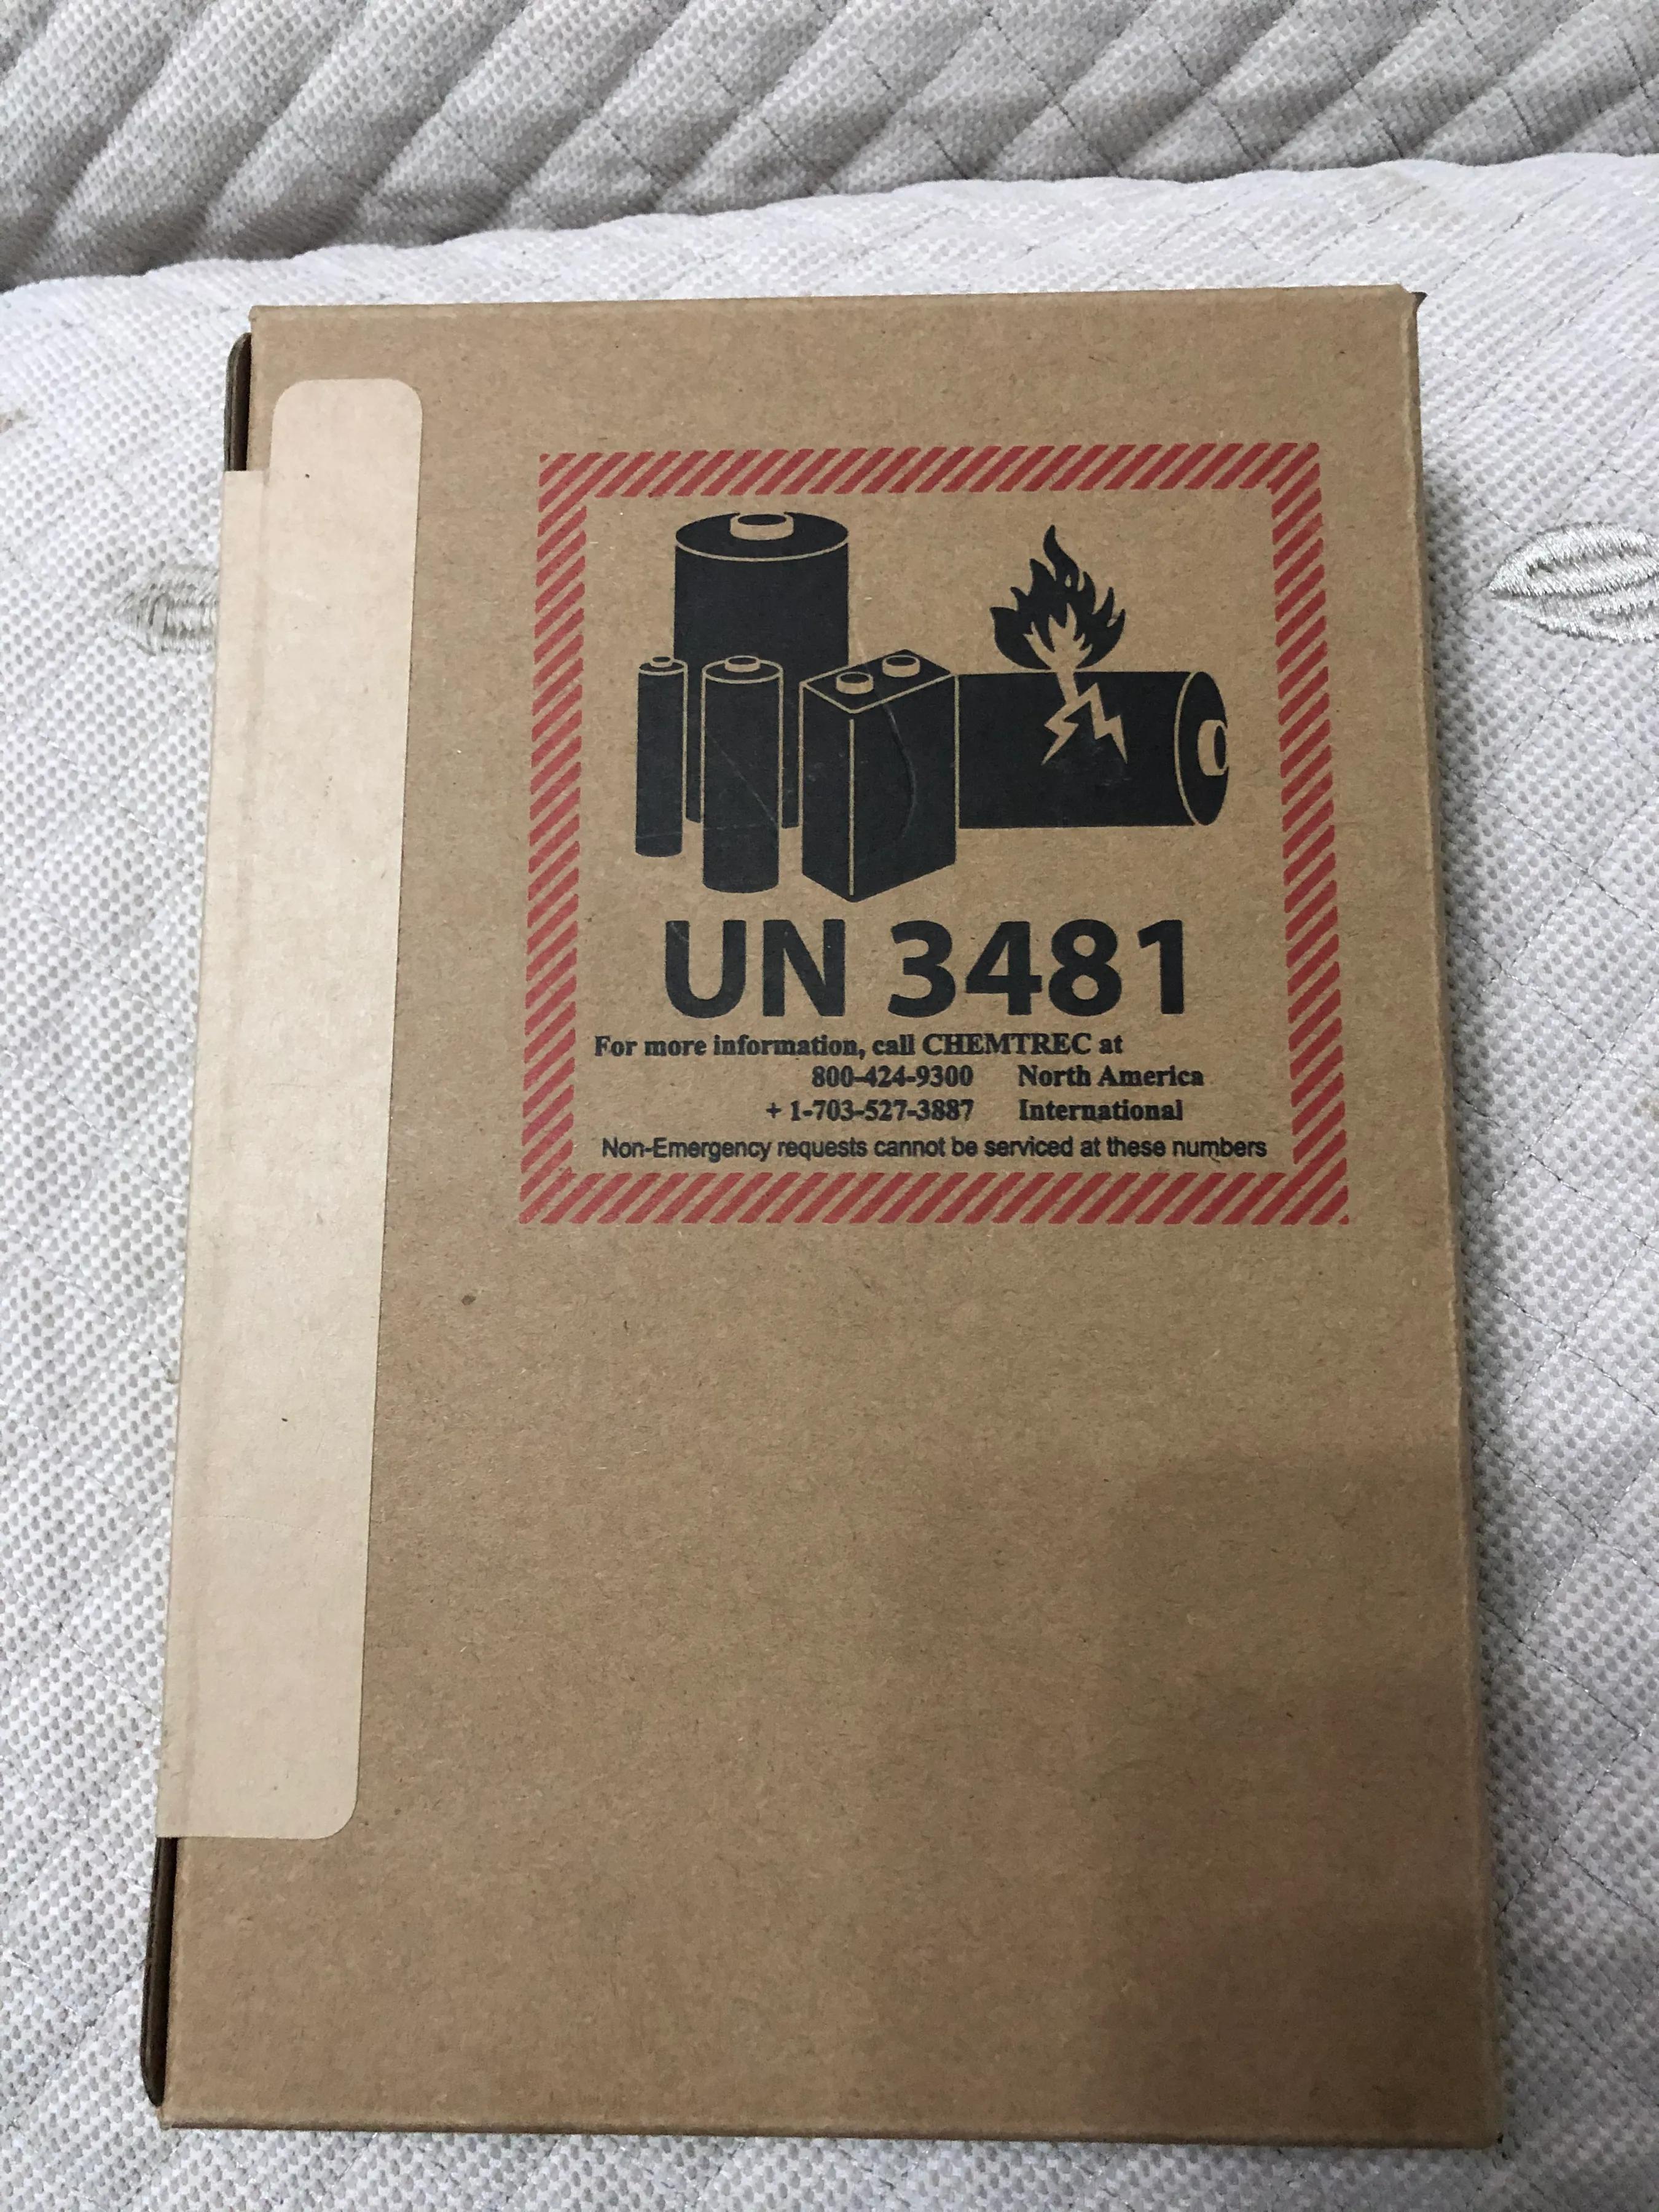 UN 3481
For more information, call CHEMTREC at
800-424-9300 North America
+ 1-703-527-3887 International
Non-Emergency requests cannot be serviced at these numbers